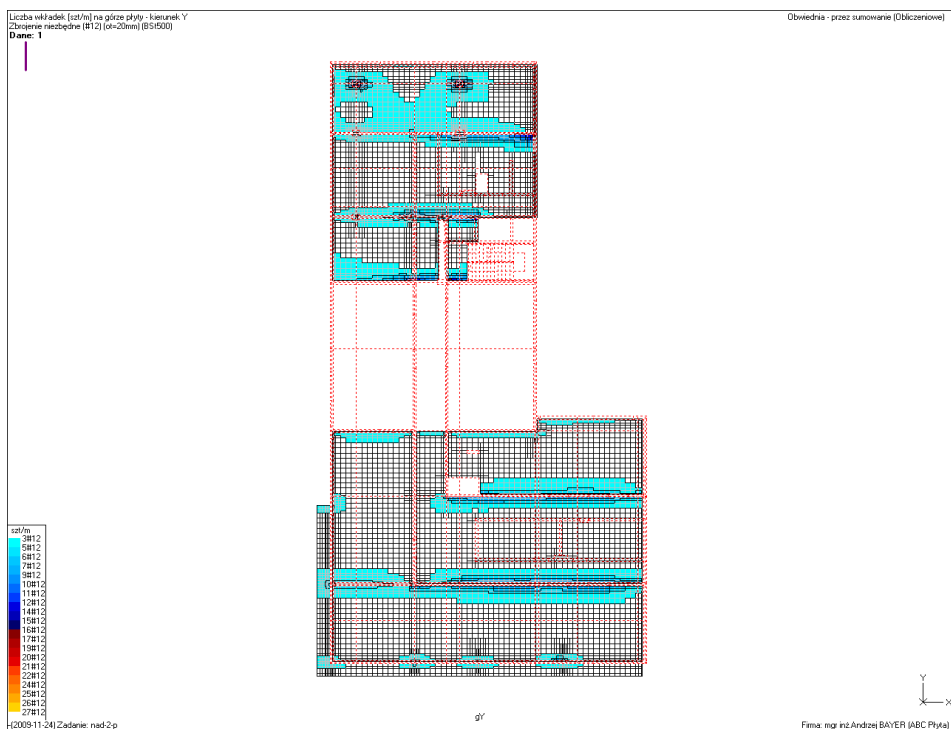 Liczba wkładek [szt/m] na górze płyty - kierunek Y
Obwiednia - przez sumowanie (Obliczeniowe)
Zbrojenie niezbędne (#12) (ot=20mm) (BSt500)
Dane: 1
szt/m
3#12
5#12
6#12
7#12
9#12
10#12
11#12
12#12
14#12
15#12
16#12
17#12
19#12
20#12
21#12
22#12
24#12
25#12
26#12
27#12
Y
X
gY
-(2009-11-24) Zadanie: nad-2-p
Firma: mgr inż.Andrzej BAYER (ABC Płyta)